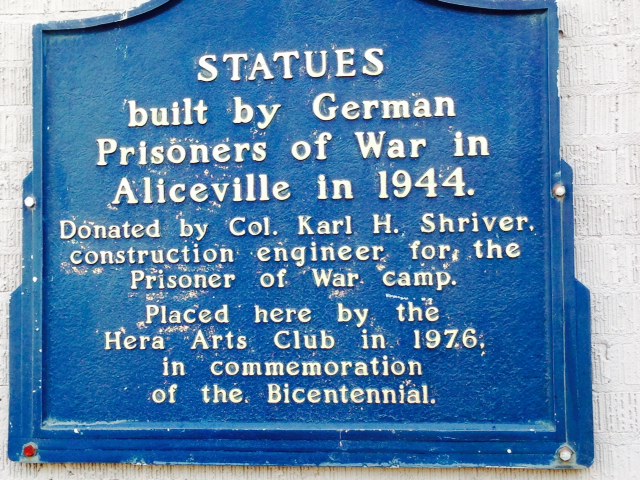 STATUES
built by German
Prisoners of War in
Aliceville in 1944.
Donated by Col. Karl H. Shriver,
construction engineer for the
Prisoner of War camp.
Placed here by the
Hera Arts Club in 1976,
in commemoration
of the Bicentennial.